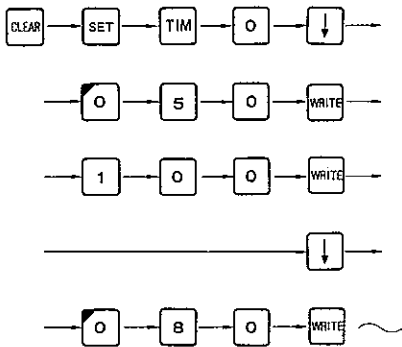 CLEAR SET TIM 0 ↓
0 5 0 WRITE
1 0 0 WRITE
↓
0 8 0 WRITE